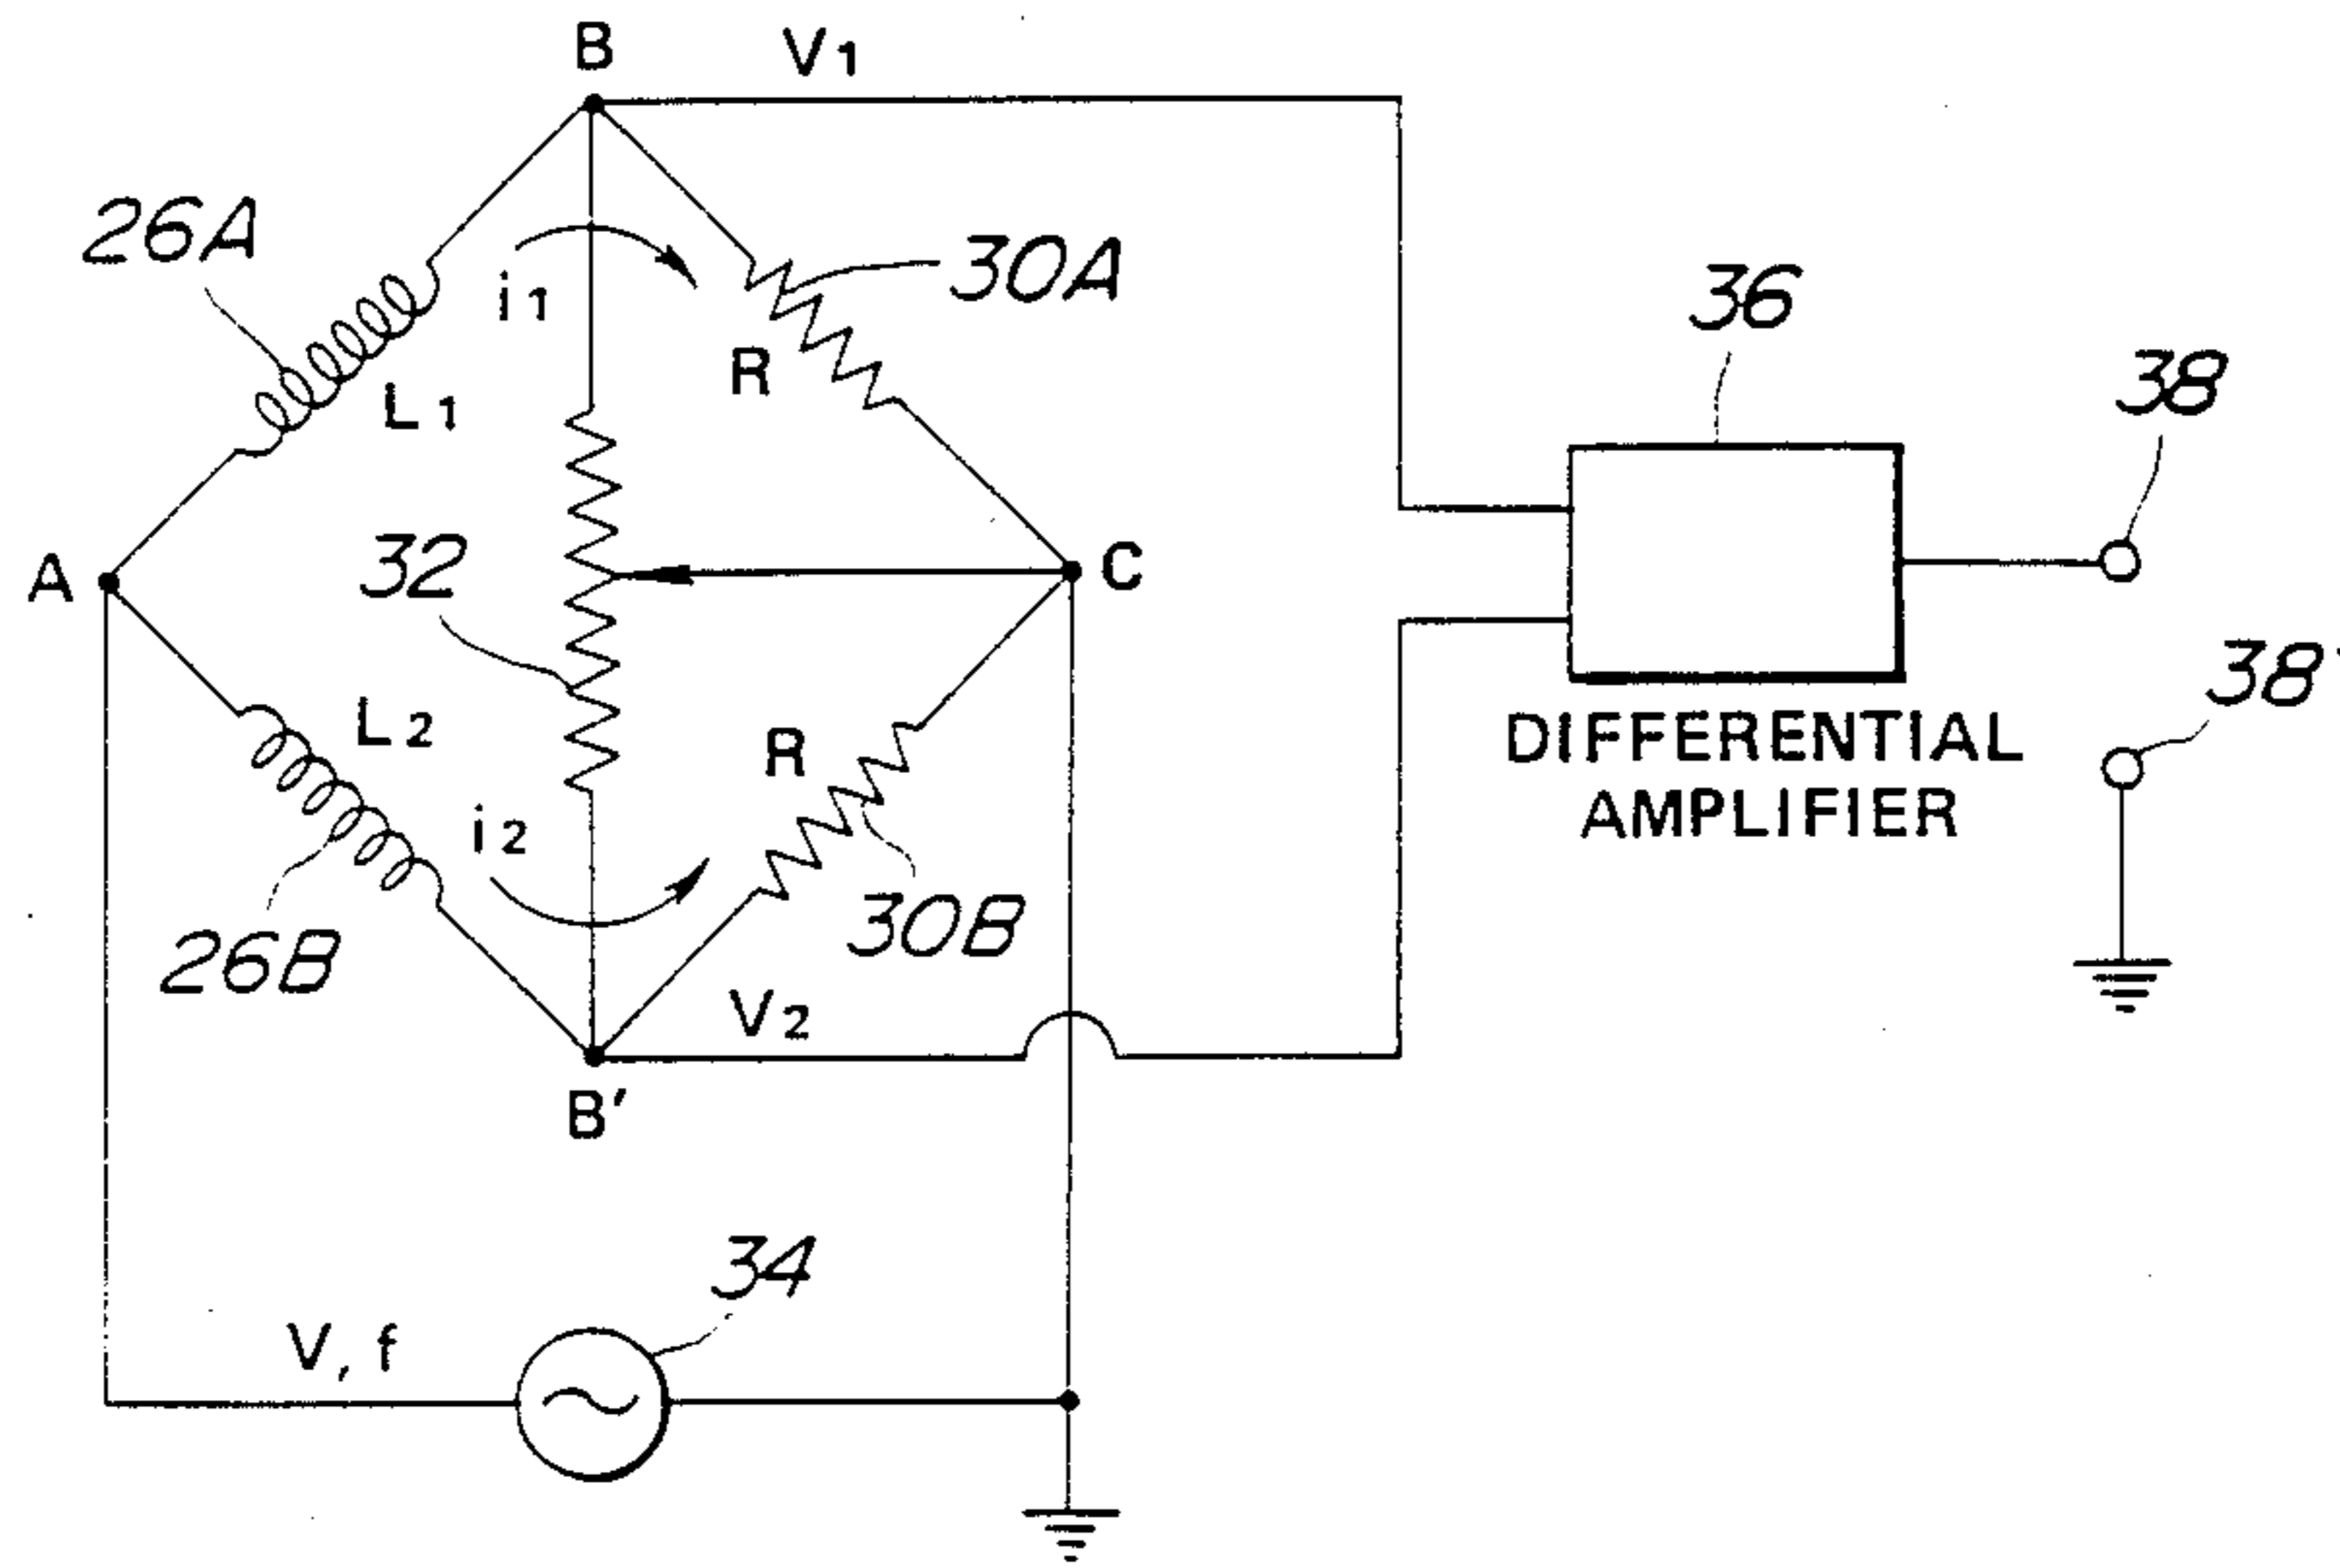 B
V1
26A
i1
30A
R
L1
36
38
A
32
C
38'
L2
R
DIFFERENTIAL
AMPLIFIER
i2
26B
30B
V2
B'
34
V, f